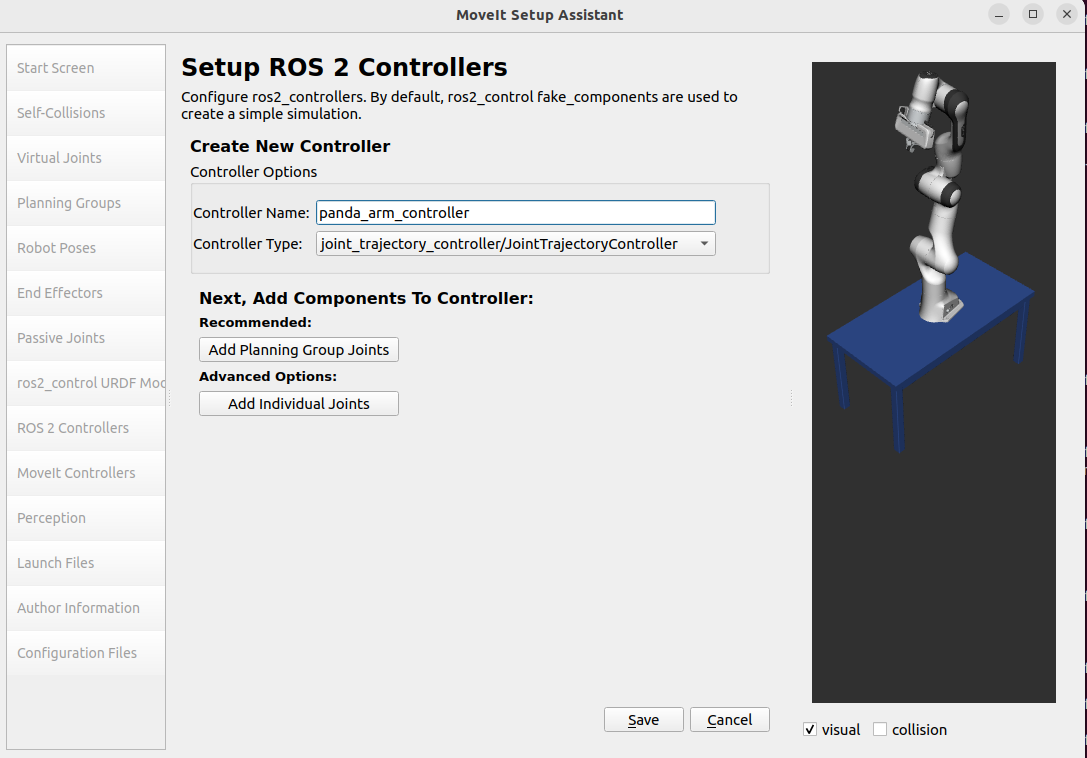 MoveIt Setup Assistant
Start Screen
Self-Collisions
Virtual Joints
Planning Groups
Robot Poses
End Effectors
Passive Joints
ros2_control URDF Moc
ROS 2 Controllers
MoveIt Controllers
Perception
Launch Files
Author Information
Configuration Files
Setup ROS 2 Controllers
Configure ros2_controllers. By default, ros2_control fake_components are used to
create a simple simulation.
Create New Controller
Controller Options
Controller Name: panda_arm_controller
Controller Type: joint_trajectory_controller/JointTrajectoryController
Next, Add Components To Controller:
Recommended:
Add Planning Group Joints
Advanced Options:
Add Individual Joints
Save Cancel
visual collision